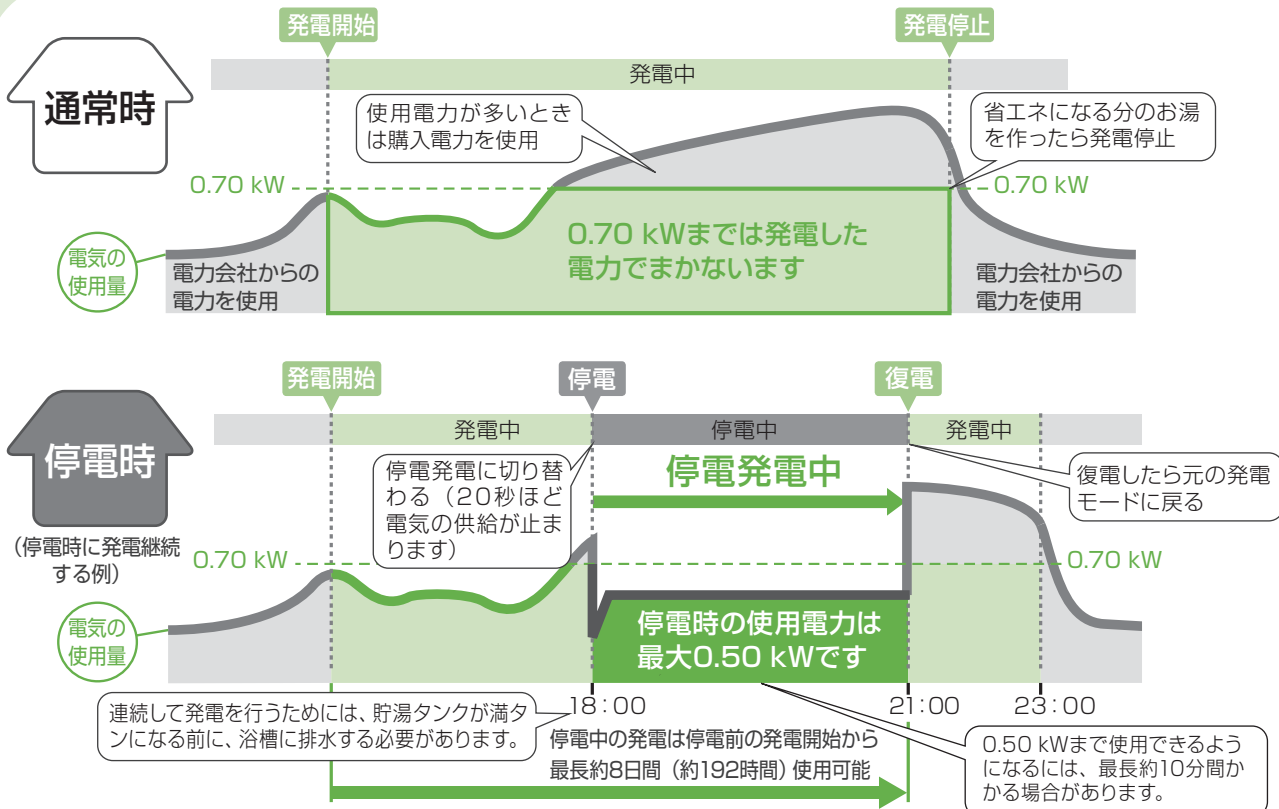 発電開始
発電停止
発電中
通常時
使用電力が多いとき
は購入電力を使用
省エネになる分のお湯
を作ったら発電停止
0.70 kW
0.70 kW
0.70 kWまでは発電した
電力でまかないます
電気の
使用量
電力会社からの
電力を使用
電力会社からの
電力を使用
発電開始
停電
復電
発電中
停電中
発電中
停電時
(停電時に発電継続
する例)
停電発電に切り替
わる（20秒ほど
電気の供給が止ま
ります）
停電発電中
復電したら元の発電
モードに戻る
0.70 kW
0.70 kW
電気の
使用量
停電時の使用電力は
最大0.50 kWです
18：00
21：00
23：00
連続して発電を行うためには、貯湯タンクが満タ
ンになる前に、浴槽に排水する必要があります。
停電中の発電は停電前の発電開始から
最長約8日間（約192時間）使用可能
0.50 kWまで使用できるよう
になるには、最長約10分間か
かる場合があります。